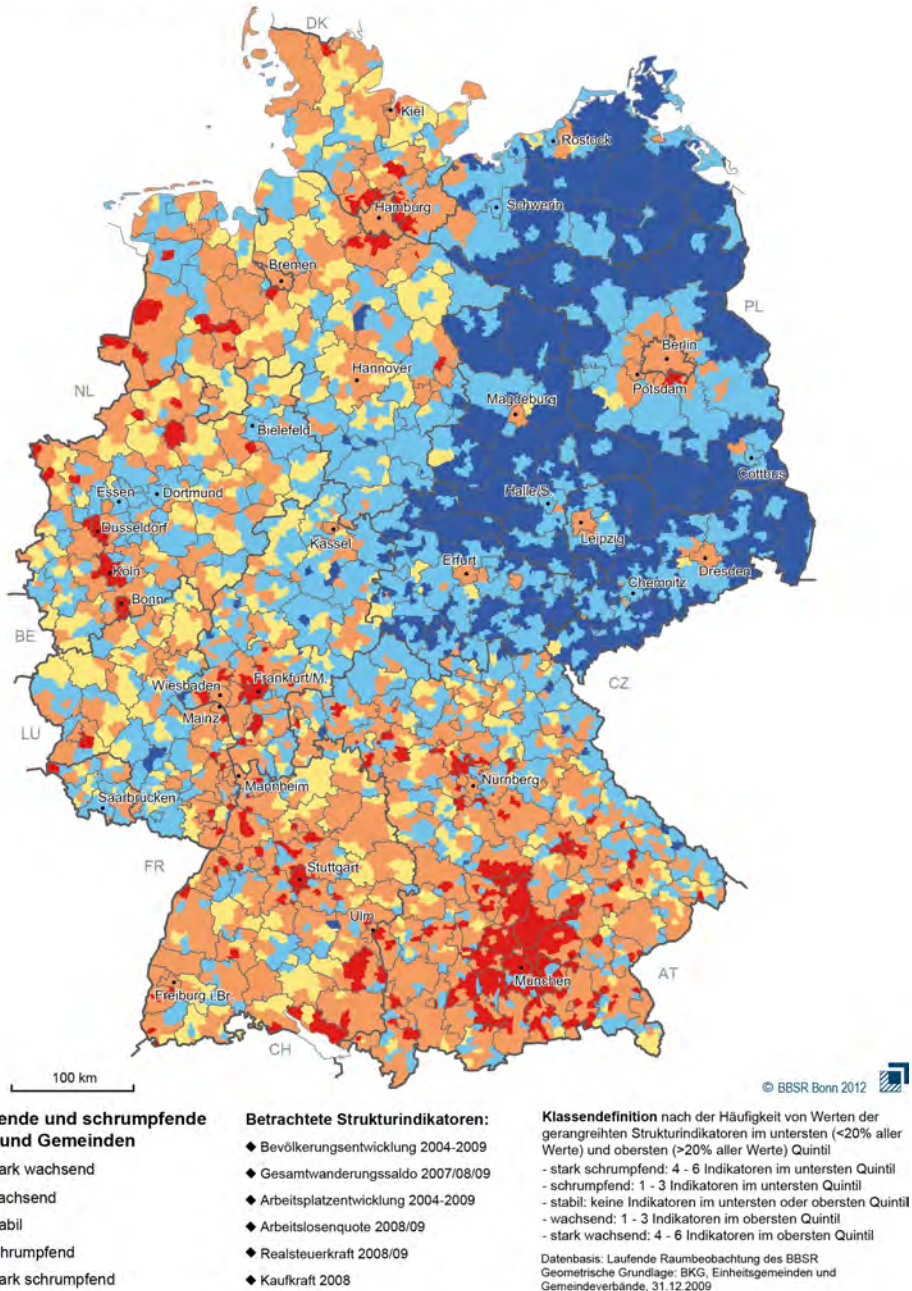 DK
Kiel
Rostock
Hamburg
Schwerin
Bremen
PL
Berlin
Hannover
Potsdam
NL
Magdeburg
Bielefeld
Cottbus
Essen
Dortmund
Halle/S.
Düsseldorf
Leipzig
Kassel
Köln
Erfurt
Dresden
Chemnitz
Bonn
BE
Wiesbaden
Frankfurt/M.
CZ
Mainz
LU
Nürnberg
Mannheim
Saarbrücken
FR
Stuttgart
Ulm
München
AT
Freiburg i.Br.
CH
100 km
© BBSR Bonn 2012
ende und schrumpfende
und Gemeinden
ark wachsend
achsend
abil
hrumpfend
ark schrumpfend
Betrachtete Strukturindikatoren:
◆ Bevölkerungsentwicklung 2004-2009
◆ Gesamtwanderungssaldo 2007/08/09
◆ Arbeitsplatzentwicklung 2004-2009
◆ Arbeitslosenquote 2008/09
◆ Realsteuerkraft 2008/09
◆ Kaufkraft 2008
Klassendefinition nach der Häufigkeit von Werten der
gerangreihten Strukturindikatoren im untersten (<20% aller
Werte) und obersten (>20% aller Werte) Quintil
- stark schrumpfend: 4 - 6 Indikatoren im untersten Quintil
- schrumpfend: 1 - 3 Indikatoren im untersten Quintil
- stabil: keine Indikatoren im untersten oder obersten Quintil
- wachsend: 1 - 3 Indikatoren im obersten Quintil
- stark wachsend: 4 - 6 Indikatoren im obersten Quintil
Datenbasis: Laufende Raumbeobachtung des BBSR
Geometrische Grundlage: BKG, Einheitsgemeinden und
Gemeindeverbände, 31.12.2009